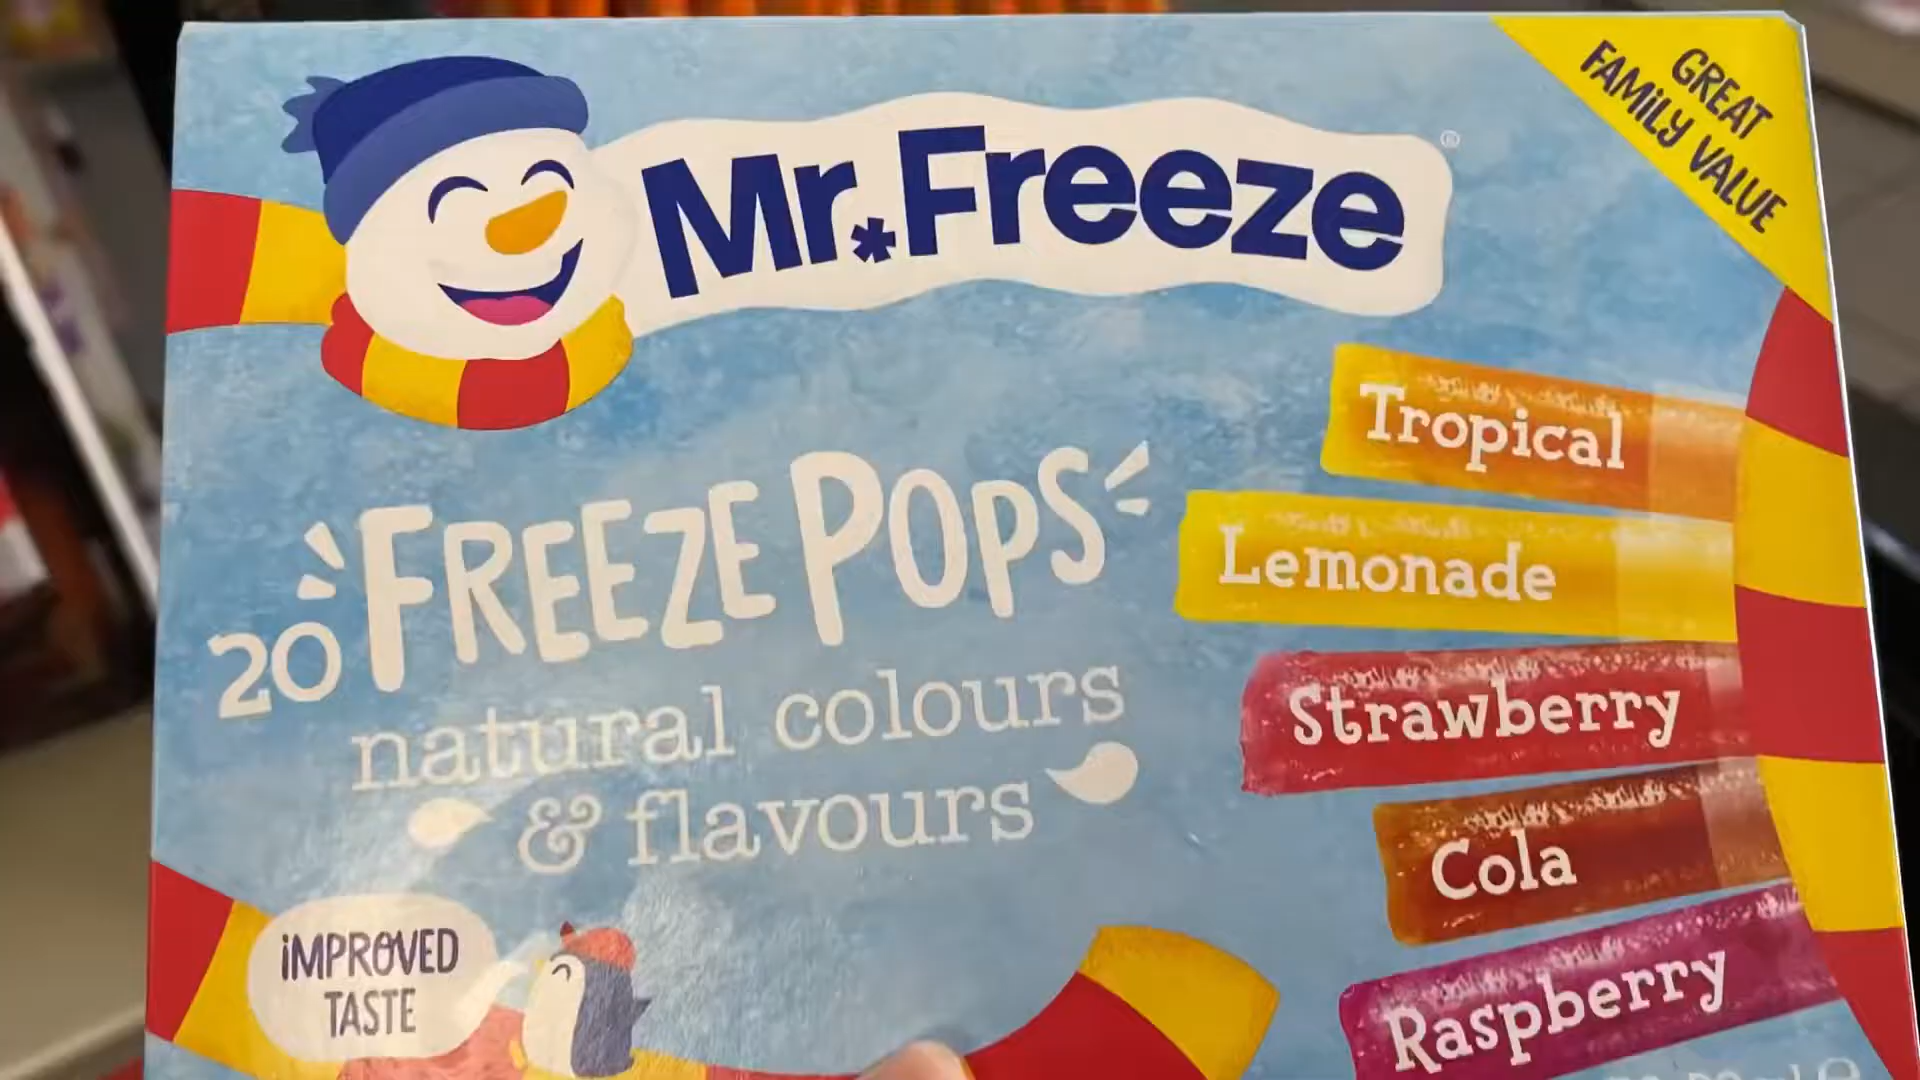 Mr.Freeze®
GREAT
FAMILY VALUE
20 FREEZE POPS
natural colours
& flavours
Tropical
Lemonade
Strawberry
Cola
Raspberry
iMPROVED
TASTE